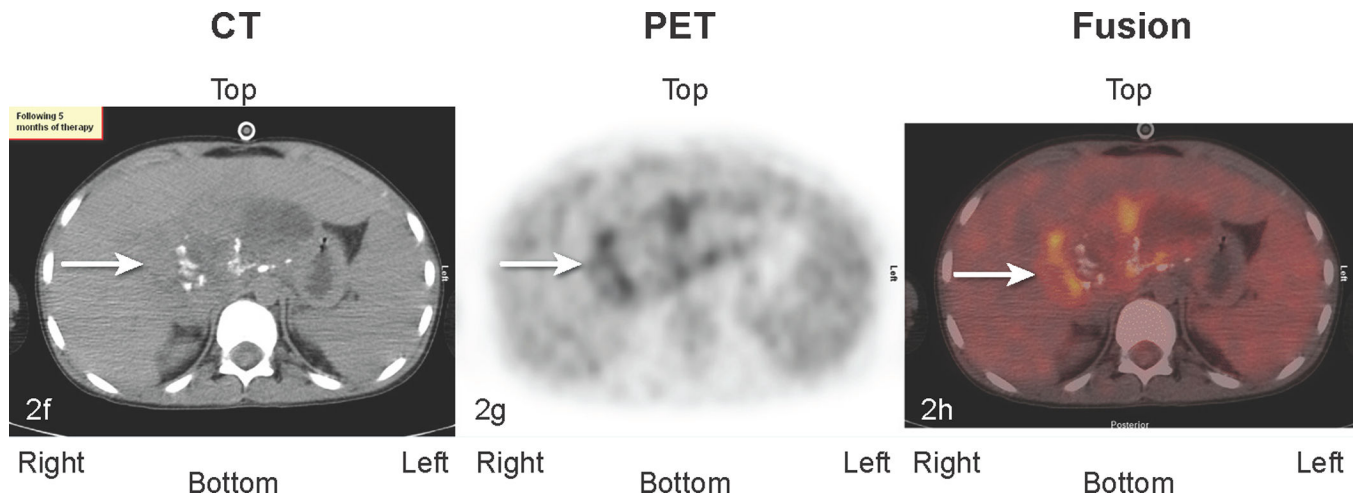 CT
PET
Fusion
Top
Top
Top
Following 5
months of therapy
Left
Left
Left
2f
2g
2h
Posterior
Right
Left
Right
Left
Right
Left
Bottom
Bottom
Bottom